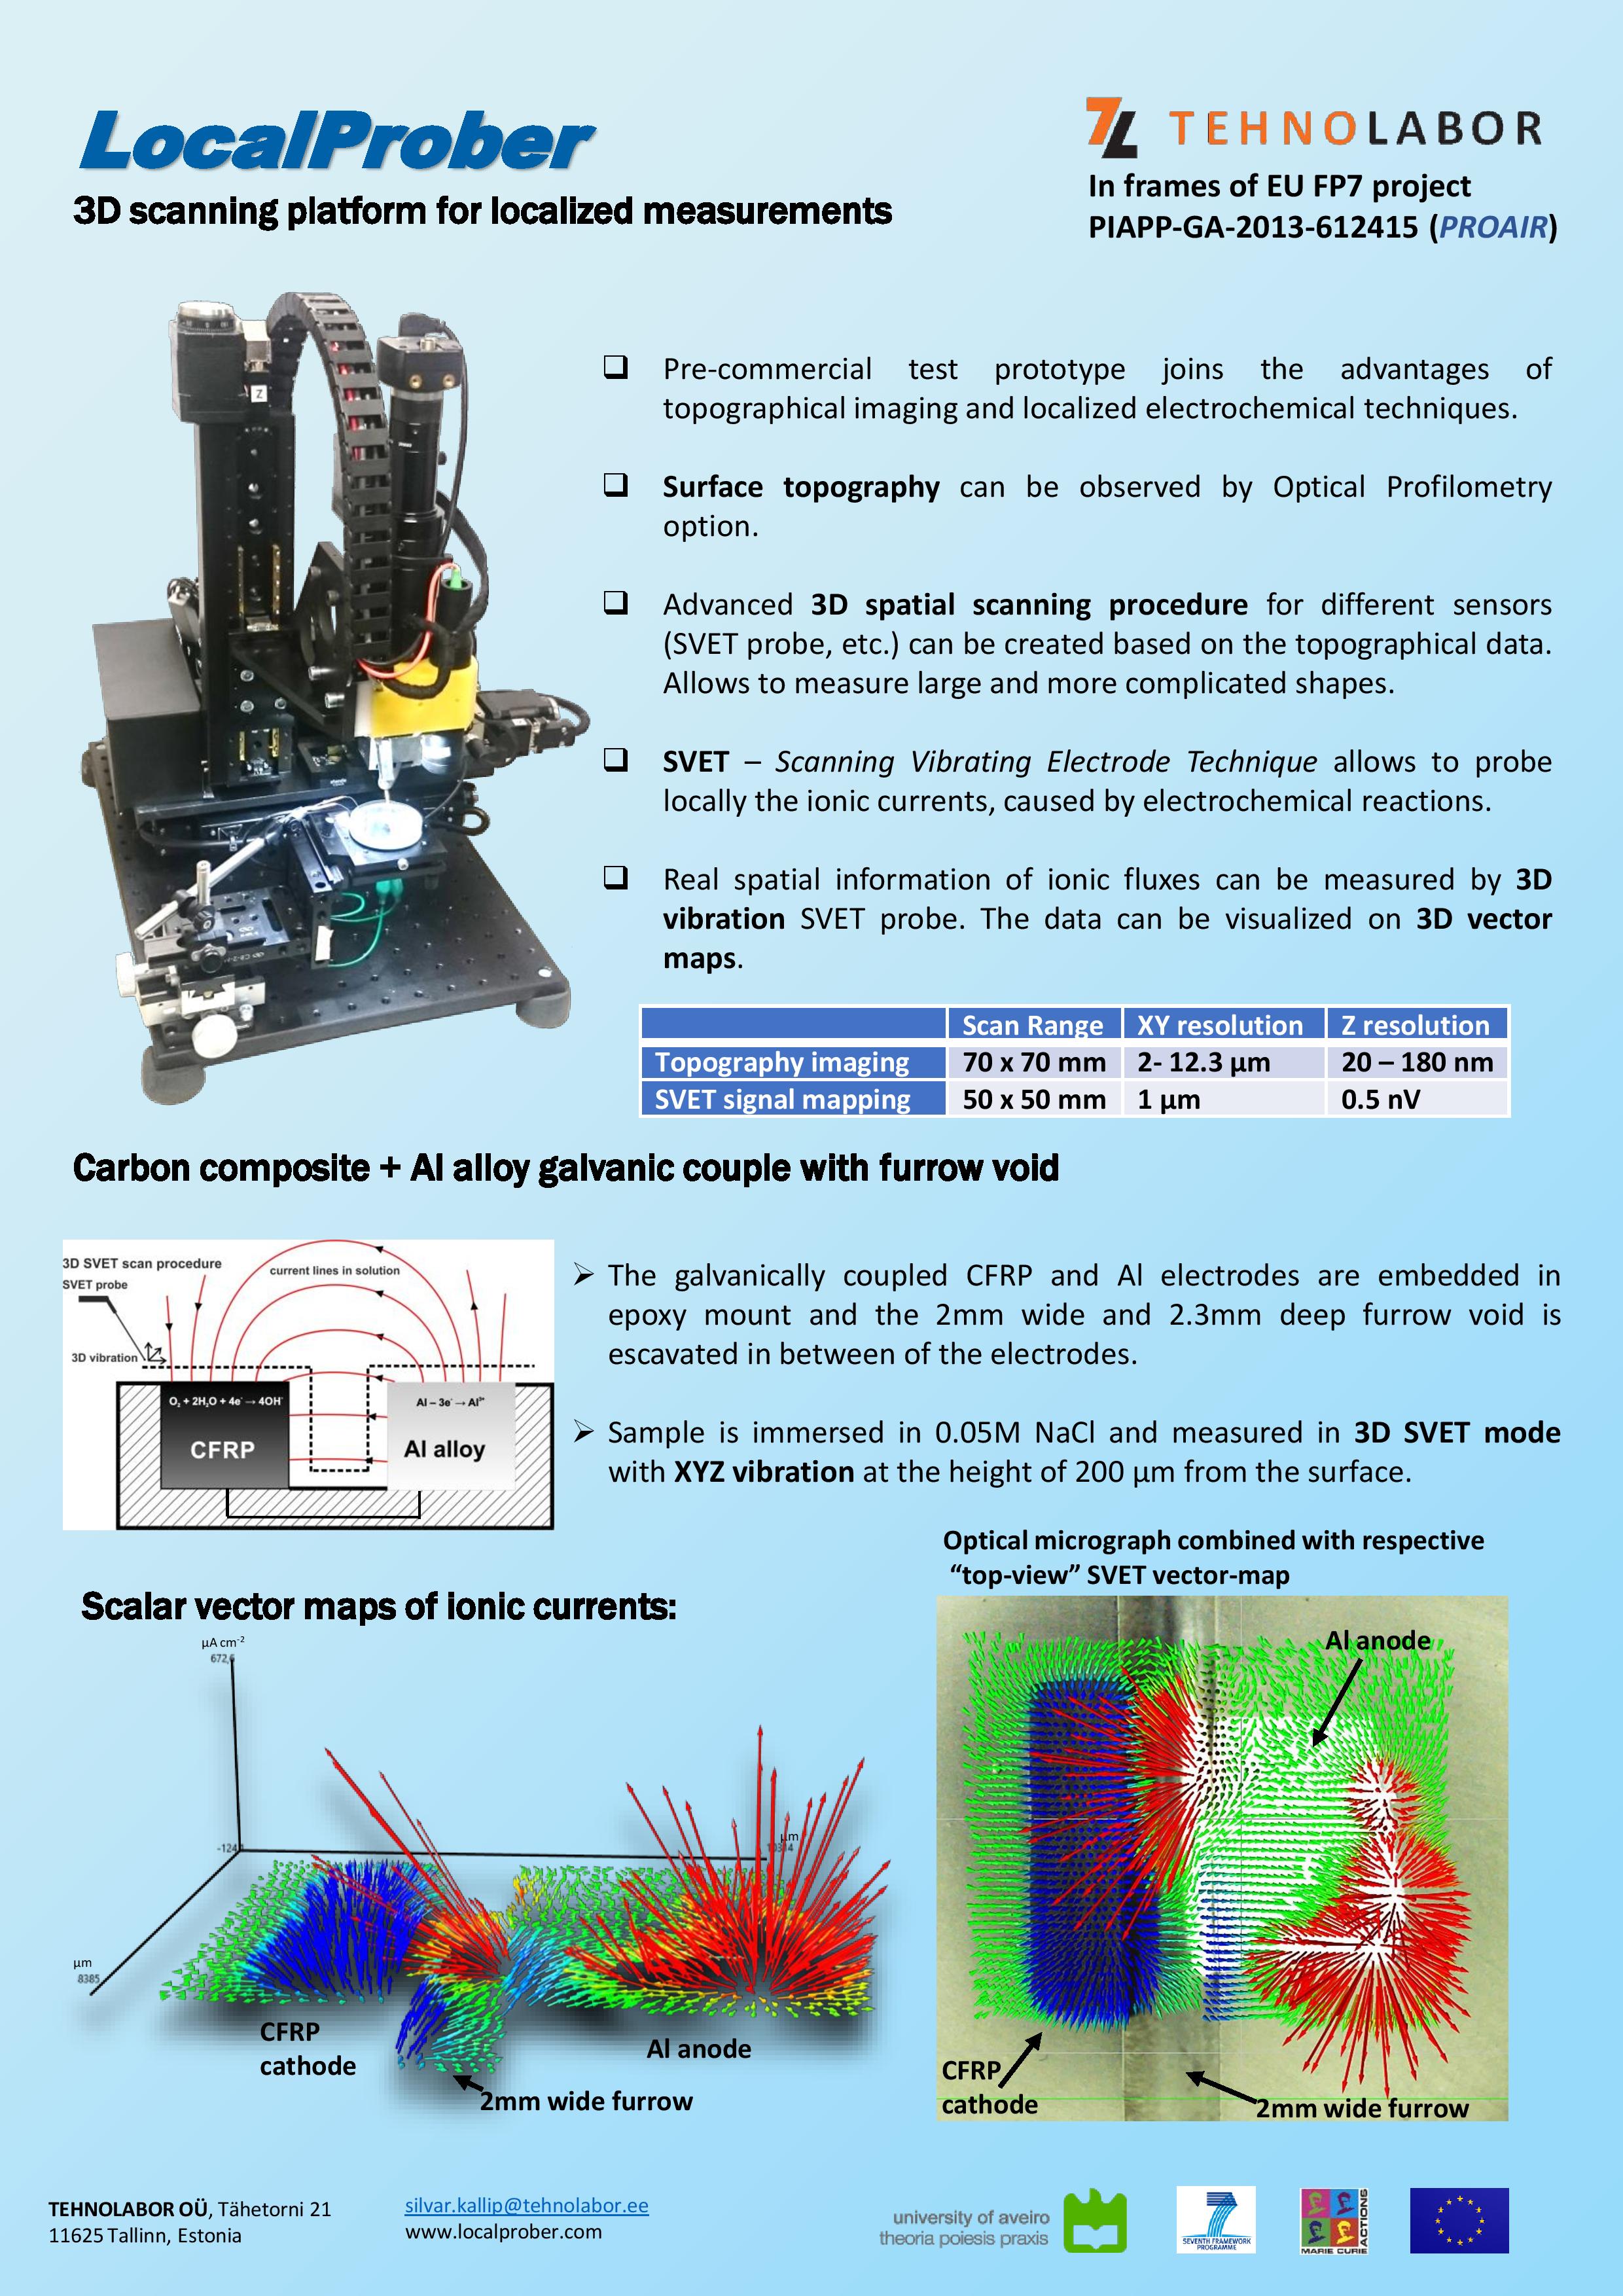 LocalProber
3D scanning platform for localized measurements
TEHNOLABOR
In frames of EU FP7 project
PIAPP-GA-2013-612415 (PROAIR)
Z
❑ Pre-commercial test prototype joins the advantages of
topographical imaging and localized electrochemical techniques.
❑ Surface topography can be observed by Optical Profilometry
option.
❑ Advanced 3D spatial scanning procedure for different sensors
(SVET probe, etc.) can be created based on the topographical data.
Allows to measure large and more complicated shapes.
❑ SVET – Scanning Vibrating Electrode Technique allows to probe
locally the ionic currents, caused by electrochemical reactions.
❑ Real spatial information of ionic fluxes can be measured by 3D
vibration SVET probe. The data can be visualized on 3D vector
maps.
Scan Range XY resolution Z resolution
Topography imaging 70 x 70 mm 2- 12.3 µm 20 – 180 nm
SVET signal mapping 50 x 50 mm 1 µm 0.5 nV
Carbon composite + Al alloy galvanic couple with furrow void
3D SVET scan procedure
SVET probe
current lines in solution
3D vibration
O₂ + 2H₂O + 4e⁻ → 4OH⁻
Al – 3e⁻ → Al³⁺
CFRP
Al alloy
➢ The galvanically coupled CFRP and Al electrodes are embedded in
epoxy mount and the 2mm wide and 2.3mm deep furrow void is
escavated in between of the electrodes.
➢ Sample is immersed in 0.05M NaCl and measured in 3D SVET mode
with XYZ vibration at the height of 200 µm from the surface.
Optical micrograph combined with respective
“top-view” SVET vector-map
Scalar vector maps of ionic currents:
µA cm⁻²
672,6
-124
µm
µm
8385
CFRP
cathode
Al anode
2mm wide furrow
Al anode
CFRP
cathode
2mm wide furrow
TEHNOLABOR OÜ, Tähetorni 21
11625 Tallinn, Estonia
silvar.kallip@tehnolabor.ee
www.localprober.com
university of aveiro
theoria poiesis praxis
SEVENTH FRAMEWORK
PROGRAMME
MARIE CURIE
ACTIONS